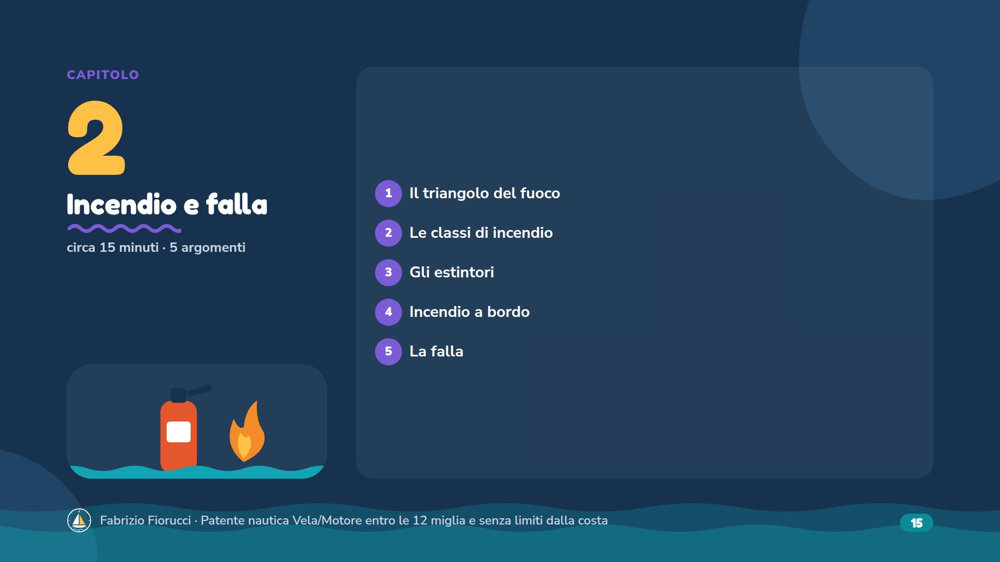 CAPITOLO
2
Incendio e falla
circa 15 minuti · 5 argomenti
1 Il triangolo del fuoco
2 Le classi di incendio
3 Gli estintori
4 Incendio a bordo
5 La falla
Fabrizio Fiorucci · Patente nautica Vela/Motore entro le 12 miglia e senza limiti dalla costa
15